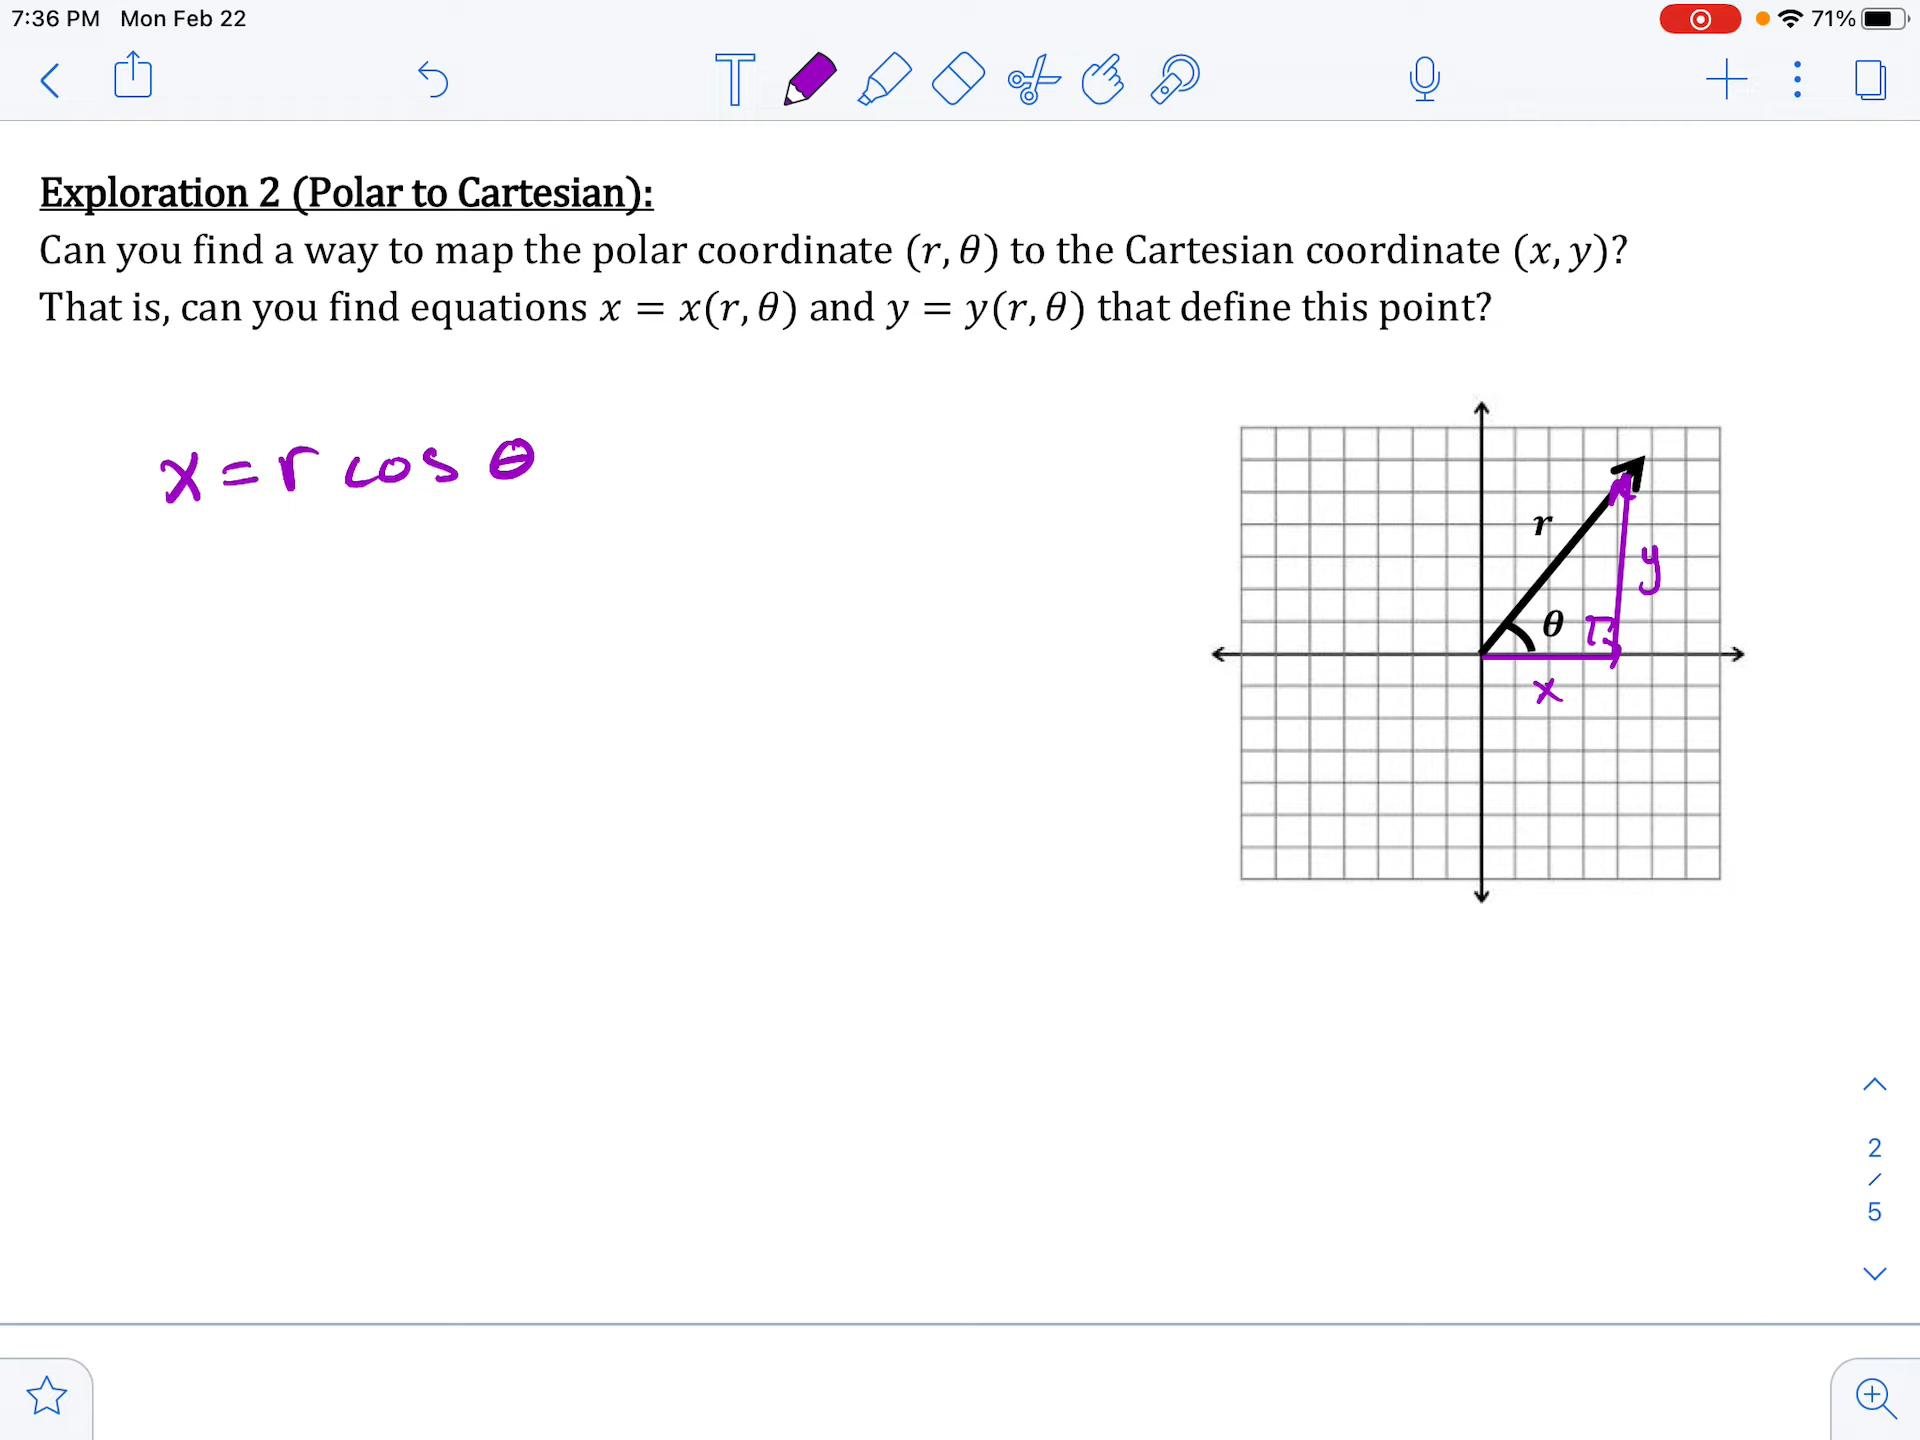 7:36 PM Mon Feb 22
71%
T
Exploration 2 (Polar to Cartesian):
Can you find a way to map the polar coordinate (r, θ) to the Cartesian coordinate (x, y)?
That is, can you find equations x = x(r, θ) and y = y(r, θ) that define this point?
x = r cos θ
r
y
θ
x
2
/
5